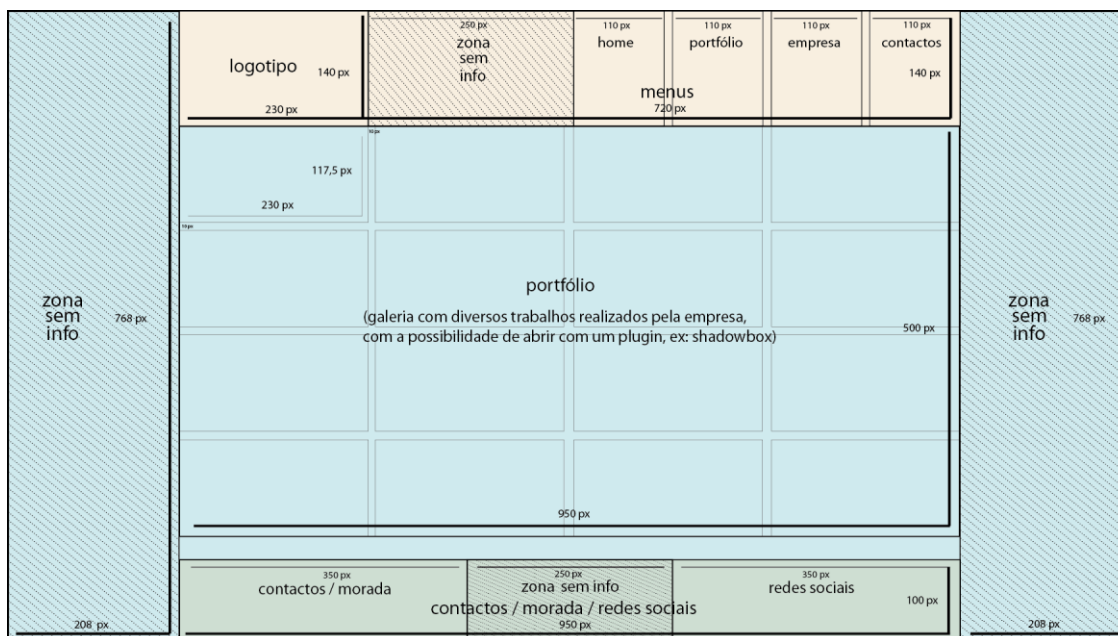 250 px
110 px
110 px
110 px
110 px
zona
sem
info
home
portfólio
empresa
contactos
logotipo
140 px
140 px
menus
230 px
720 px
10 px
117,5 px
230 px
10 px
portfólio
(galeria com diversos trabalhos realizados pela empresa,
com a possibilidade de abrir com um plugin, ex: shadowbox)
500 px
zona
sem
info
768 px
zona
sem
info
768 px
950 px
350 px
250 px
350 px
contactos / morada
zona sem info
redes sociais
contactos / morada / redes sociais
100 px
208 px
950 px
208 px